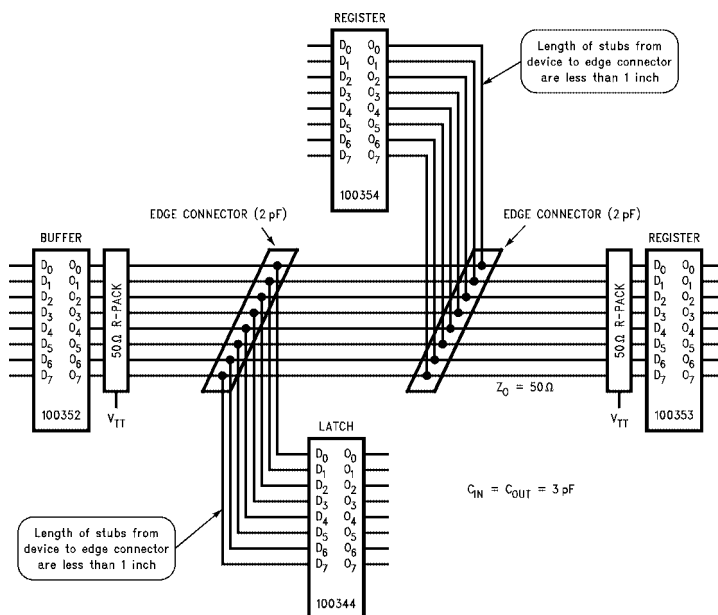 REGISTER
D0 O0
D1 O1
D2 O2
D3 O3
D4 O4
D5 O5
D6 O6
D7 O7
100354
Length of stubs from
device to edge connector
are less than 1 inch
EDGE CONNECTOR (2 pF)
EDGE CONNECTOR (2 pF)
BUFFER
D0 O0
D1 O1
D2 O2
D3 O3
D4 O4
D5 O5
D6 O6
D7 O7
100352
50Ω R-PACK
VTT
50Ω R-PACK
VTT
REGISTER
D0 O0
D1 O1
D2 O2
D3 O3
D4 O4
D5 O5
D6 O6
D7 O7
100353
ZO = 50Ω
LATCH
D0 O0
D1 O1
D2 O2
D3 O3
D4 O4
D5 O5
D6 O6
D7 O7
100344
CIN = COUT = 3 pF
Length of stubs from
device to edge connector
are less than 1 inch